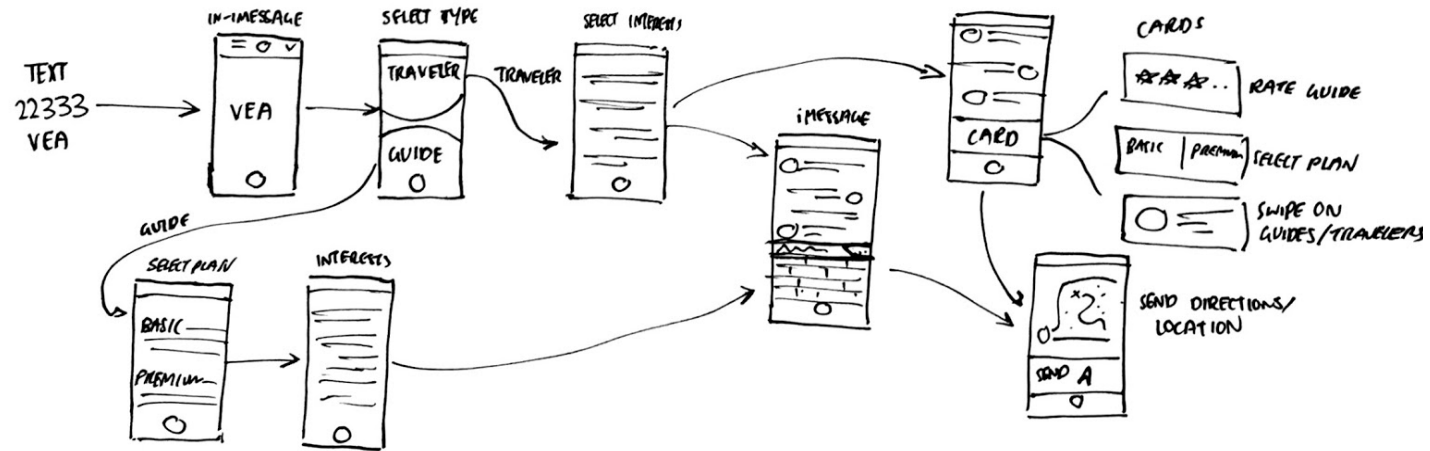 TEXT
22333
VEA
IN-IMESSAGE
VEA
SELECT TYPE
TRAVELER
GUIDE
TRAVELER
GUIDE
SELECT INTERESTS
SELECT PLAN
BASIC
PREMIUM
INTERESTS
iMESSAGE
CARD
CARDS
RATE GUIDE
BASIC
PREMIUM
SELECT PLAN
SWIPE ON
GUIDES/TRAVELERS
SEND DIRECTIONS/
LOCATION
SEND